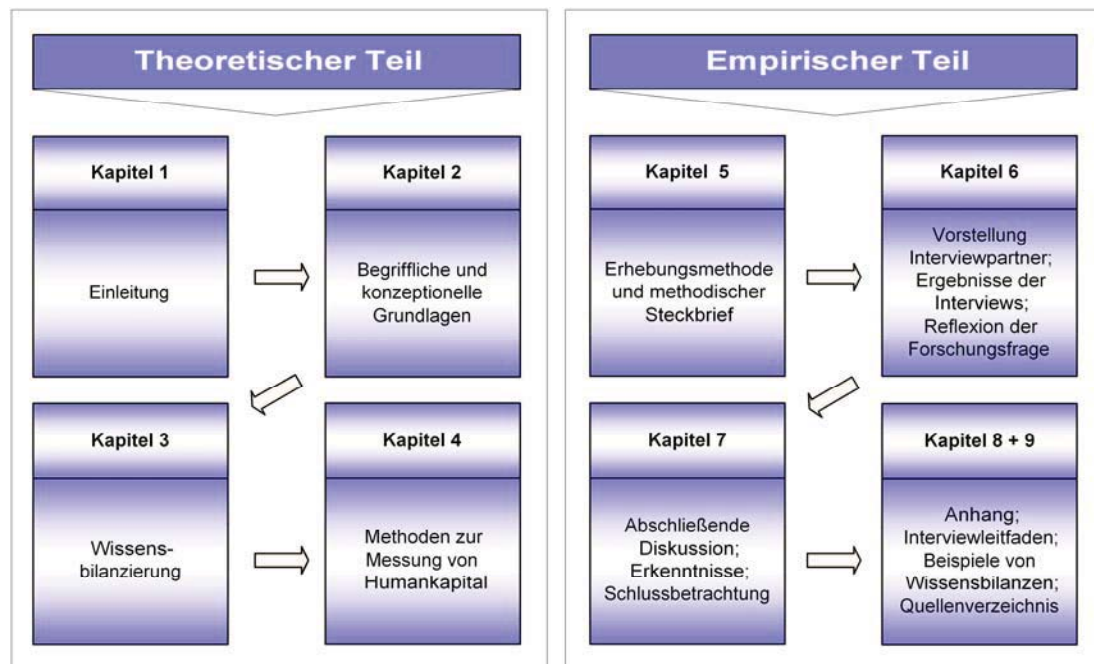 Theoretischer Teil
Kapitel 1
Einleitung
Kapitel 2
Begriffliche und
konzeptionelle
Grundlagen
Kapitel 3
Wissens-
bilanzierung
Kapitel 4
Methoden zur
Messung von
Humankapital
Empirischer Teil
Kapitel 5
Erhebungsmethode
und methodischer
Steckbrief
Kapitel 6
Vorstellung
Interviewpartner;
Ergebnisse der
Interviews;
Reflexion der
Forschungsfrage
Kapitel 7
Abschließende
Diskussion;
Erkenntnisse;
Schlussbetrachtung
Kapitel 8 + 9
Anhang;
Interviewleitfaden;
Beispiele von
Wissensbilanzen;
Quellenverzeichnis